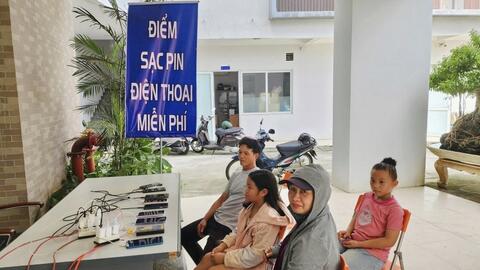 ĐIỂM
SẠC PIN
ĐIỆN THOẠI
MIỄN PHÍ